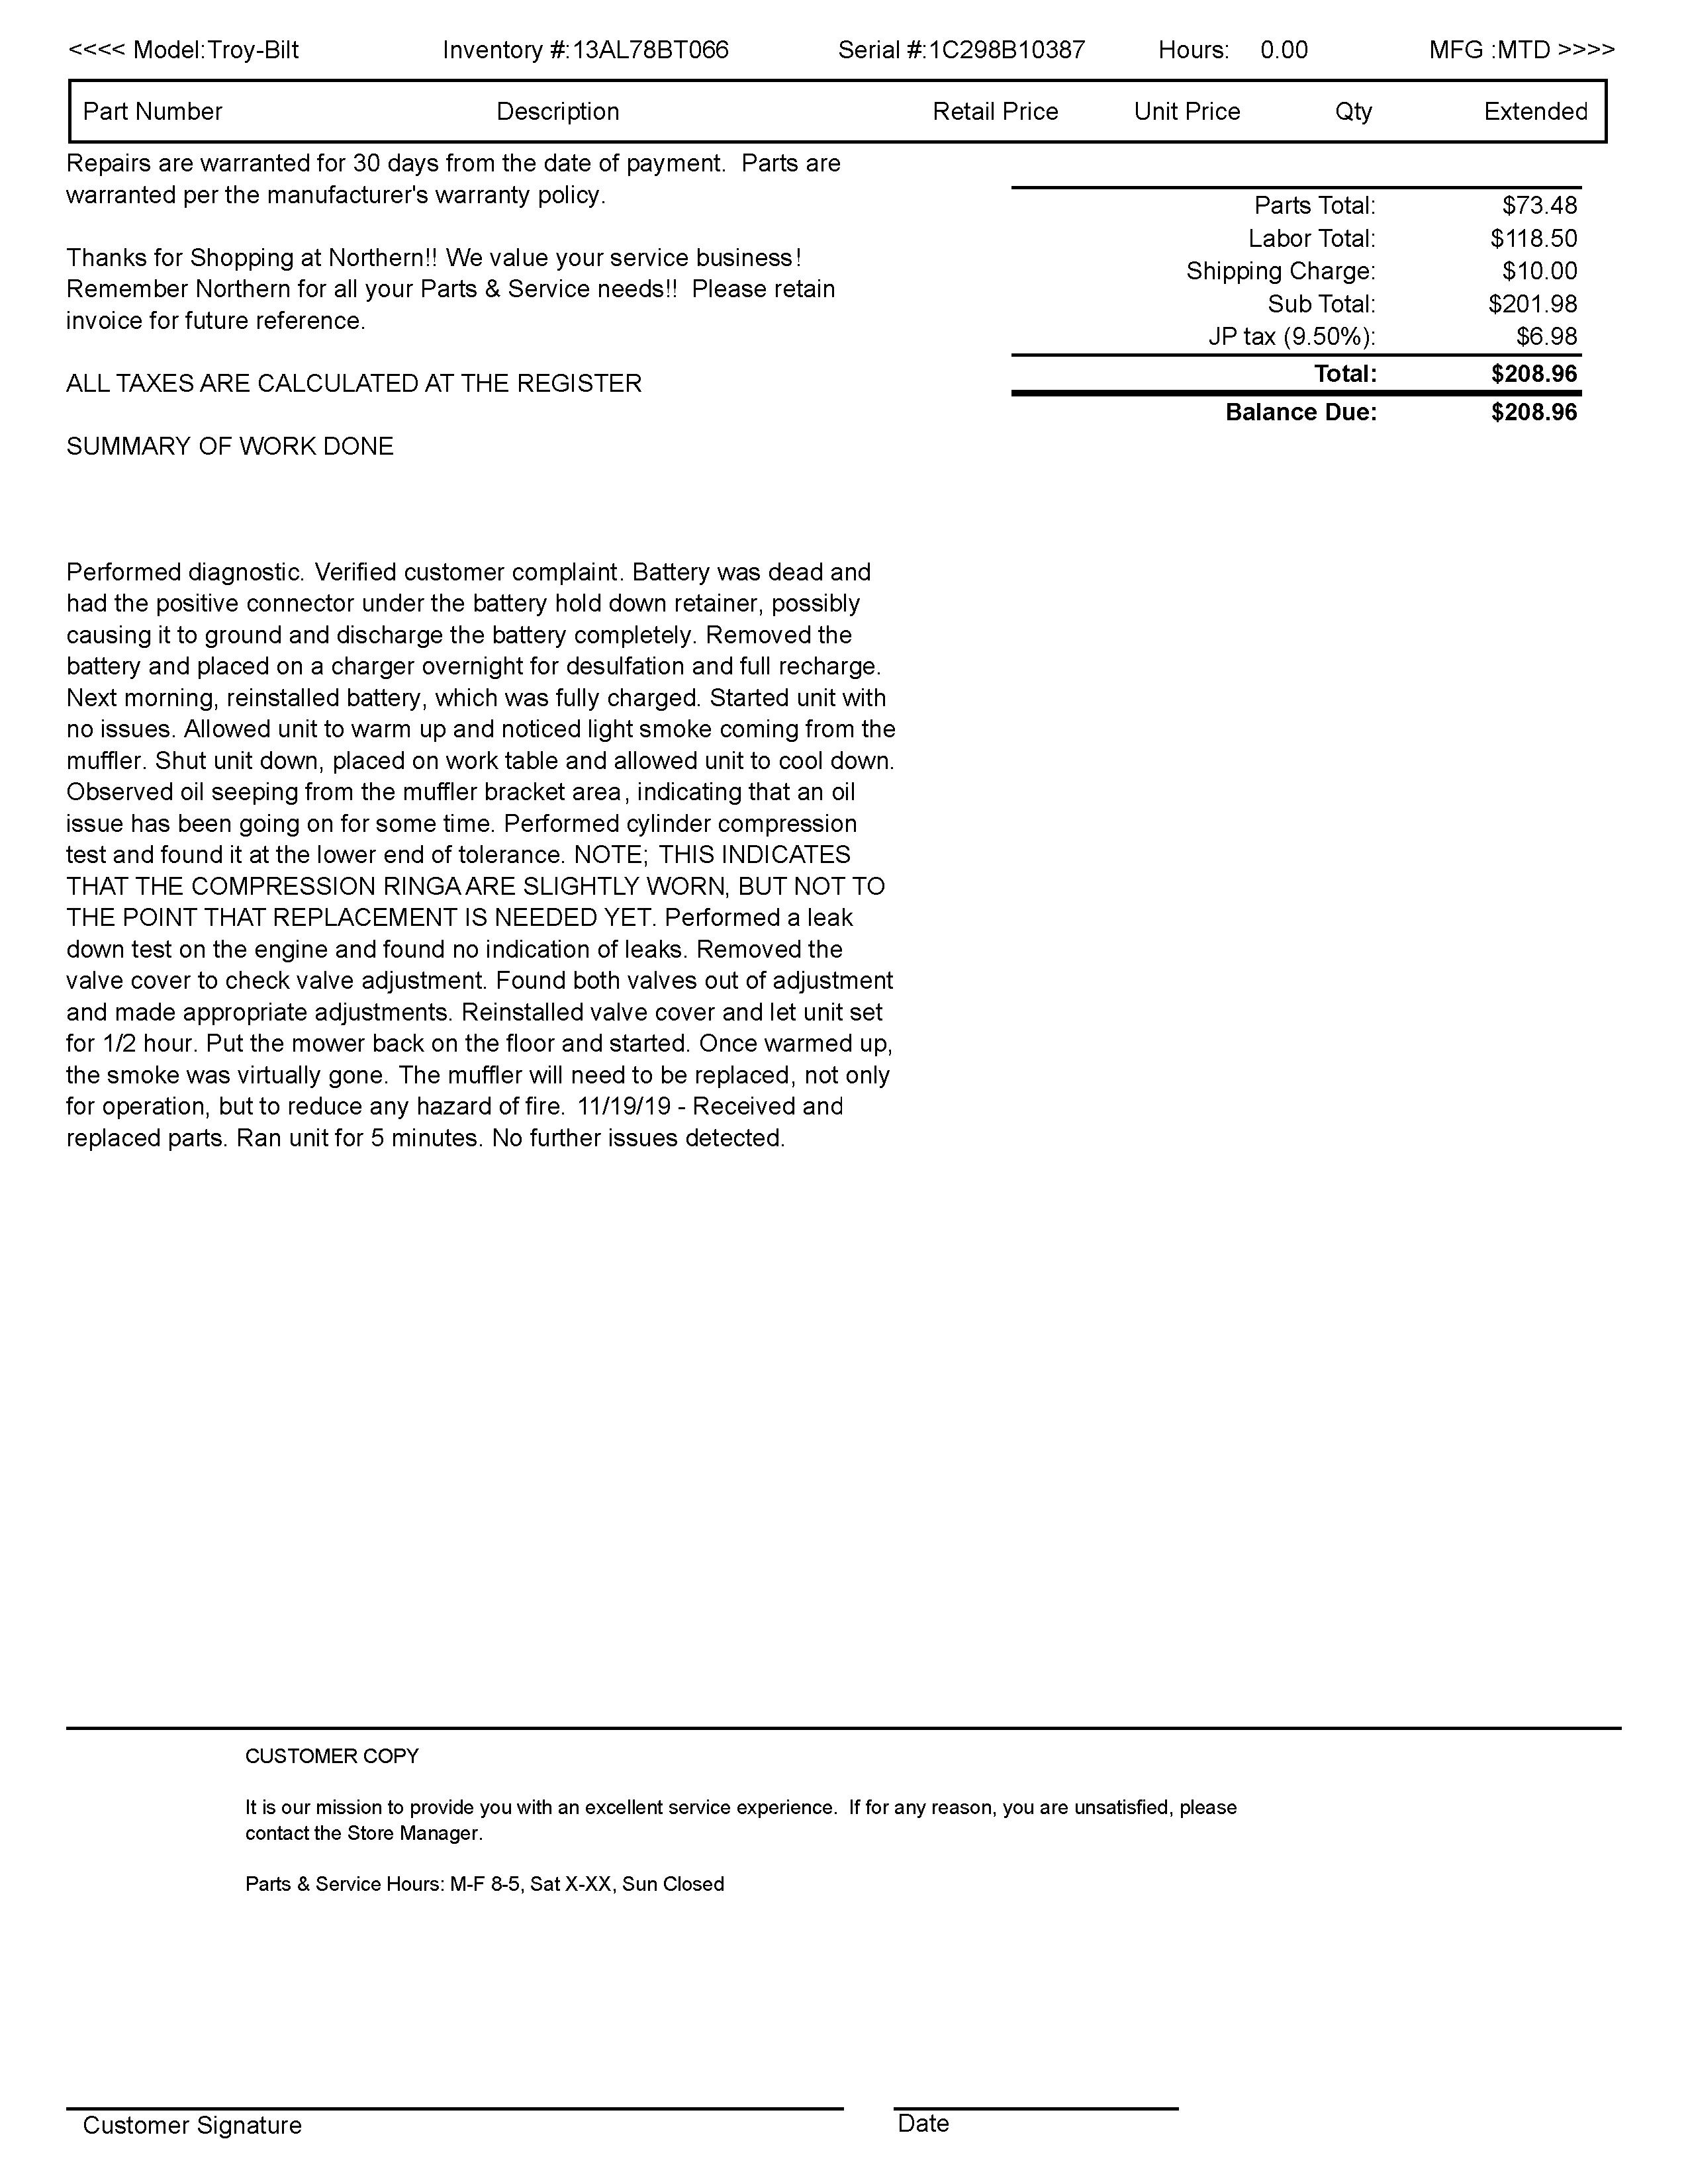 <<<< Model:Troy-Bilt Inventory #:13AL78BT066 Serial #:1C298B10387 Hours: 0.00 MFG :MTD >>>>
Part Number Description Retail Price Unit Price Qty Extended
Repairs are warranted for 30 days from the date of payment.  Parts are
warranted per the manufacturer's warranty policy.
Thanks for Shopping at Northern!! We value your service business!
Remember Northern for all your Parts & Service needs!!  Please retain
invoice for future reference.
ALL TAXES ARE CALCULATED AT THE REGISTER
SUMMARY OF WORK DONE
Parts Total: $73.48
Labor Total: $118.50
Shipping Charge: $10.00
Sub Total: $201.98
JP tax (9.50%): $6.98
Total: $208.96
Balance Due: $208.96
Performed diagnostic. Verified customer complaint. Battery was dead and
had the positive connector under the battery hold down retainer, possibly
causing it to ground and discharge the battery completely. Removed the
battery and placed on a charger overnight for desulfation and full recharge.
Next morning, reinstalled battery, which was fully charged. Started unit with
no issues. Allowed unit to warm up and noticed light smoke coming from the
muffler. Shut unit down, placed on work table and allowed unit to cool down.
Observed oil seeping from the muffler bracket area, indicating that an oil
issue has been going on for some time. Performed cylinder compression
test and found it at the lower end of tolerance. NOTE; THIS INDICATES
THAT THE COMPRESSION RINGA ARE SLIGHTLY WORN, BUT NOT TO
THE POINT THAT REPLACEMENT IS NEEDED YET. Performed a leak
down test on the engine and found no indication of leaks. Removed the
valve cover to check valve adjustment. Found both valves out of adjustment
and made appropriate adjustments. Reinstalled valve cover and let unit set
for 1/2 hour. Put the mower back on the floor and started. Once warmed up,
the smoke was virtually gone. The muffler will need to be replaced, not only
for operation, but to reduce any hazard of fire.  11/19/19 - Received and
replaced parts. Ran unit for 5 minutes. No further issues detected.
CUSTOMER COPY
It is our mission to provide you with an excellent service experience.  If for any reason, you are unsatisfied, please
contact the Store Manager.
Parts & Service Hours: M-F 8-5, Sat X-XX, Sun Closed
Customer Signature Date